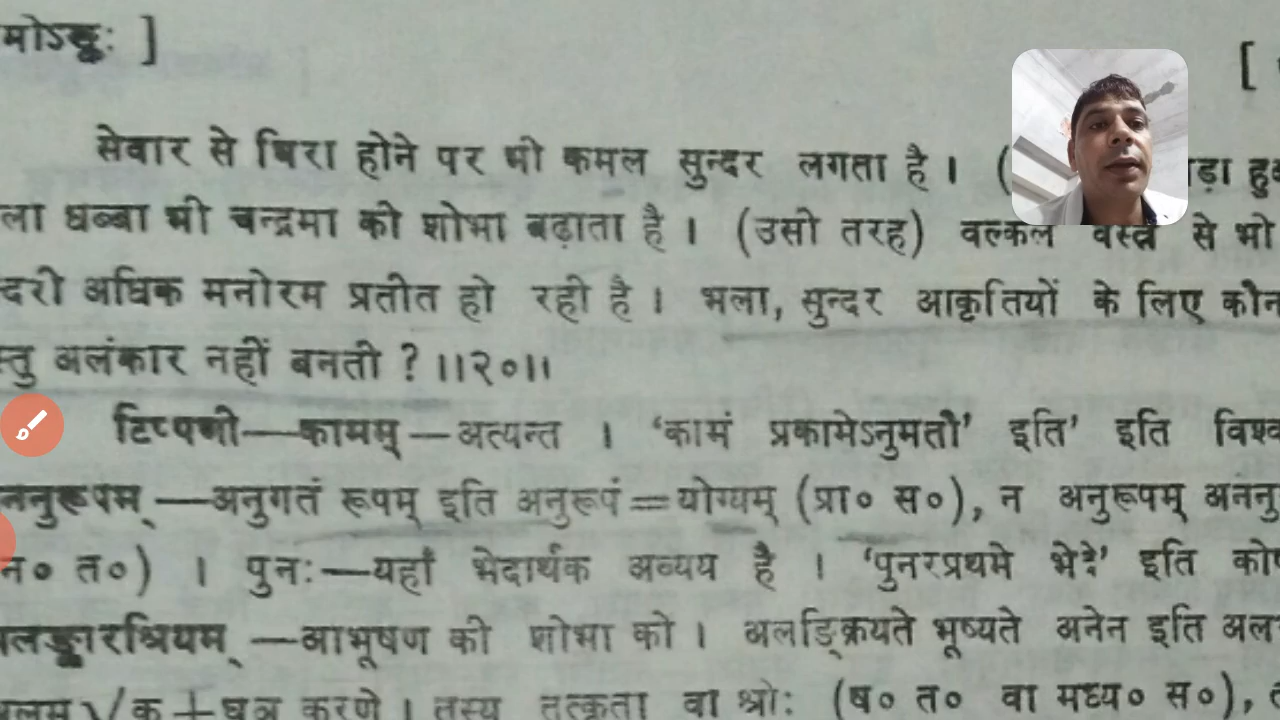 मोऽङ्कः ] [
सेवार से घिरा होने पर भी कमल सुन्दर लगता है । (
ला धब्बा भी चन्द्रमा की शोभा बढ़ाता है । (उसी तरह) वल्कल वस्त्र से भी
दरी अधिक मनोरम प्रतीत हो रही है । भला, सुन्दर आकृतियों के लिए कौन
स्तु अलंकार नहीं बनती ? ।।२०।।
टिप्पणी—कामम्—अत्यन्त । 'कामं प्रकामेऽनुमतौ' इति' इति विश्व
ननुरूपम्—अनुगतं रूपम् इति अनुरूपं=योग्यम् (प्रा० स०), न अनुरूपम् अननु
न० त०) । पुनः—यहाँ भेदार्थक अव्यय है । 'पुनरप्रथमे भेदे' इति कोष
लङ्कारश्रियम्—आभूषण की शोभा को । अलङ्क्रियते भूष्यते अनेन इति अल
लम् √कृ+घञ् करणे । तस्य तत्कृता वा श्रीः (ष० त० वा मध्य० स०),